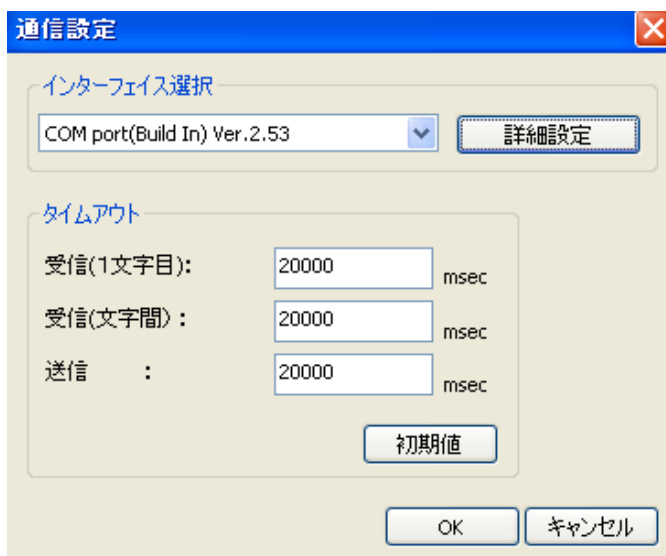 通信設定
インターフェイス選択
COM port(Build In) Ver.2.53
詳細設定
タイムアウト
受信(1文字目): 20000 msec
受信(文字間): 20000 msec
送信 : 20000 msec
初期値
OK キャンセル